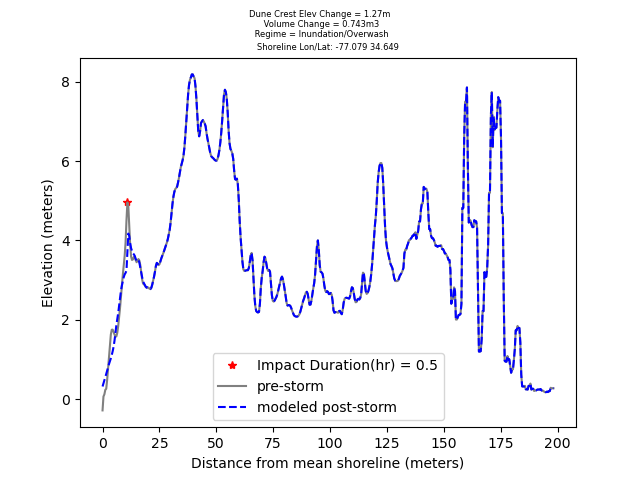 Dune Crest Elev Change = 1.27m
Volume Change = 0.743m3
Regime = Inundation/Overwash
Shoreline Lon/Lat: -77.079 34.649
8
6
4
2
0
Elevation (meters)
Impact Duration(hr) = 0.5
pre-storm
modeled post-storm
0 25 50 75 100 125 150 175 200
Distance from mean shoreline (meters)